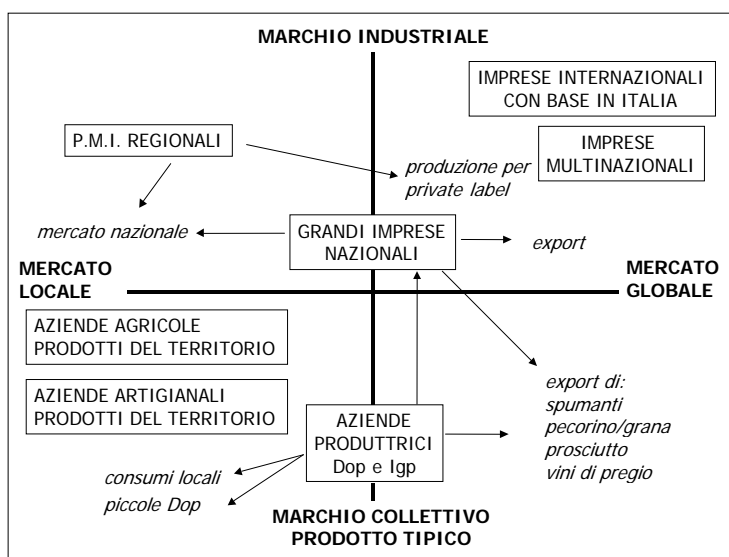 MARCHIO INDUSTRIALE
IMPRESE INTERNAZIONALI
CON BASE IN ITALIA
P.M.I. REGIONALI
IMPRESE
MULTINAZIONALI
produzione per
private label
mercato nazionale
GRANDI IMPRESE
NAZIONALI
export
MERCATO
LOCALE
MERCATO
GLOBALE
AZIENDE AGRICOLE
PRODOTTI DEL TERRITORIO
AZIENDE ARTIGIANALI
PRODOTTI DEL TERRITORIO
AZIENDE
PRODUTTRICI
Dop e Igp
export di:
spumanti
pecorino/grana
prosciutto
vini di pregio
consumi locali
piccole Dop
MARCHIO COLLETTIVO
PRODOTTO TIPICO